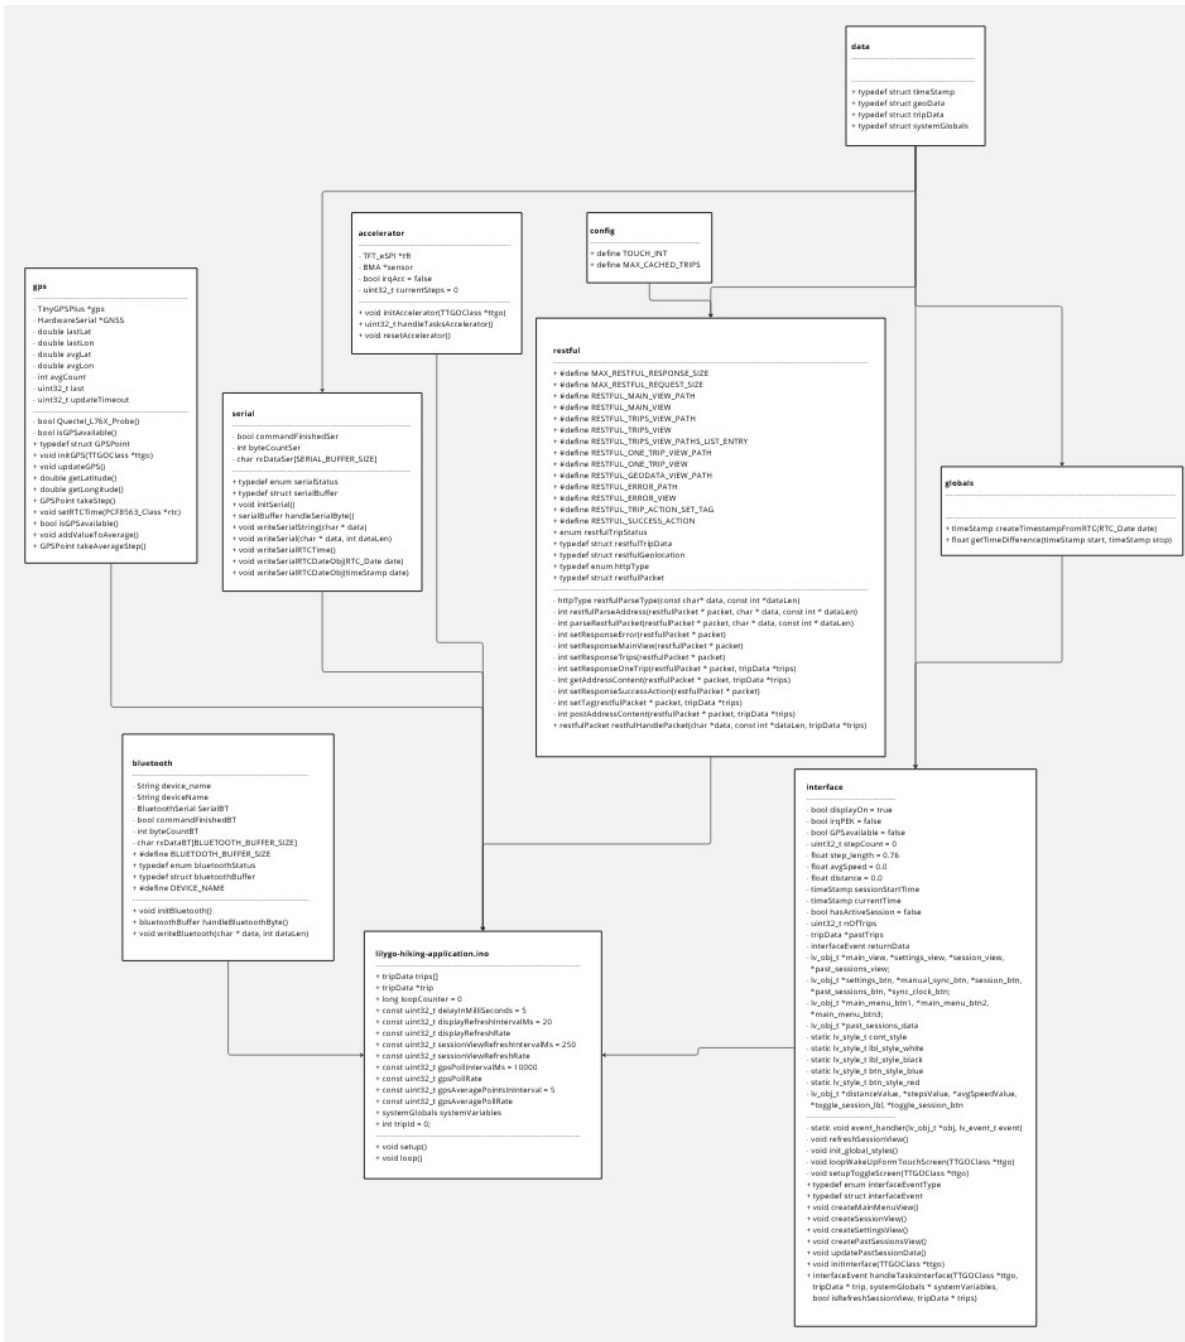 data
+ typedef struct timeStamp
+ typedef struct geoData
+ typedef struct tripData
+ typedef struct systemGlobals
accelerator
- TFT_eSPI *tft
- BMA *sensor
- bool irqAcc = false
- uint32_t currentSteps = 0
+ void initAccelerator(TTGOClass *ttgo)
+ uint32_t handleTasksAccelerator()
+ void resetAccelerator()
config
+ define TOUCH_INT
+ define MAX_CACHED_TRIPS
gps
- TinyGPSPlus *gps
- HardwareSerial *GNSS
- double lastLat
- double lastLon
- double avgLat
- double avgLon
- int avgCount
- uint32_t last
- uint32_t updateTimeout
- bool Quectel_L76X_Probe()
- bool isGPSavailable()
+ typedef struct GPSPoint
+ void initGPS(TTGOClass *ttgo)
+ void updateGPS()
+ double getLatitude()
+ double getLongitude()
+ GPSPoint takeStep()
+ void setRTCTime(PCF8563_Class *rtc)
+ bool isGPSavailable()
+ void addValueToAverage()
+ GPSPoint takeAverageStep()
serial
- bool commandFinishedSer
- int byteCountSer
- char rxDataSer[SERIAL_BUFFER_SIZE]
+ typedef enum serialStatus
+ typedef struct serialBuffer
+ void initSerial()
+ serialBuffer handleSerialByte()
+ void writeSerialString(char * data)
+ void writeSerial(char * data, int dataLen)
+ void writeSerialRTCTime()
+ void writeSerialRTCDateObj(RTC_Date date)
+ void writeSerialRTCDateObj(timeStamp date)
restful
+ #define MAX_RESTFUL_RESPONSE_SIZE
+ #define MAX_RESTFUL_REQUEST_SIZE
+ #define RESTFUL_MAIN_VIEW_PATH
+ #define RESTFUL_MAIN_VIEW
+ #define RESTFUL_TRIPS_VIEW_PATH
+ #define RESTFUL_TRIPS_VIEW
+ #define RESTFUL_TRIPS_VIEW_PATHS_LIST_ENTRY
+ #define RESTFUL_ONE_TRIP_VIEW_PATH
+ #define RESTFUL_ONE_TRIP_VIEW
+ #define RESTFUL_GEODATA_VIEW_PATH
+ #define RESTFUL_ERROR_PATH
+ #define RESTFUL_ERROR_VIEW
+ #define RESTFUL_TRIP_ACTION_SET_TAG
+ #define RESTFUL_SUCCESS_ACTION
+ enum restfulTripStatus
+ typedef struct restfulTripData
+ typedef struct restfulGeolocation
+ typedef enum httpType
+ typedef struct restfulPacket
- httpType restfulParseType(const char* data, const int *dataLen)
- int restfulParseAddress(restfulPacket * packet, char * data, const int * dataLen)
- int parseRestfulPacket(restfulPacket * packet, char * data, const int * dataLen)
- int setResponseError(restfulPacket * packet)
- int setResponseMainView(restfulPacket * packet)
- int setResponseTrips(restfulPacket * packet)
- int setResponseOneTrip(restfulPacket * packet, tripData *trips)
- int getAddressContent(restfulPacket * packet, tripData *trips)
- int setResponseSuccessAction(restfulPacket * packet)
- int setTag(restfulPacket * packet, tripData *trips)
- int postAddressContent(restfulPacket * packet, tripData *trips)
+ restfulPacket restfulHandlePacket(char *data, const int *dataLen, tripData *trips)
globals
+ timeStamp createTimestampFromRTC(RTC_Date date)
+ float getTimeDifference(timeStamp start, timeStamp stop)
bluetooth
- String device_name
- String deviceName
- BluetoothSerial SerialBT
- bool commandFinishedBT
- int byteCountBT
- char rxDataBT[BLUETOOTH_BUFFER_SIZE]
+ #define BLUETOOTH_BUFFER_SIZE
+ typedef enum bluetoothStatus
+ typedef struct bluetoothBuffer
+ #define DEVICE_NAME
+ void initBluetooth()
+ bluetoothBuffer handleBluetoothByte()
+ void writeBluetooth(char * data, int dataLen)
lilygo-hiking-application.ino
+ tripData trips[]
+ tripData *trip
+ long loopCounter = 0
+ const uint32_t delayInMilliSeconds = 5
+ const uint32_t displayRefreshIntervalMs = 20
+ const uint32_t displayRefreshRate
+ const uint32_t sessionViewRefreshIntervalMs = 250
+ const uint32_t sessionViewRefreshRate
+ const uint32_t gpsPollIntervalMs = 10000
+ const uint32_t gpsPollRate
+ const uint32_t gpsAveragePointsInInterval = 5
+ const uint32_t gpsAveragePollRate
+ systemGlobals systemVariables
+ int tripId = 0;
+ void setup()
+ void loop()
interface
- bool displayOn = true
- bool irqPEK = false
- bool GPSavailable = false
- uint32_t stepCount = 0
- float step_length = 0.76
- float avgSpeed = 0.0
- float distance = 0.0
- timeStamp sessionStartTime
- timeStamp currentTime
- bool hasActiveSession = false
- uint32_t nOfTrips
- tripData *pastTrips
- interfaceEvent returnData
- lv_obj_t *main_view, *settings_view, *session_view,
*past_sessions_view;
- lv_obj_t *settings_btn, *manual_sync_btn, *session_btn,
*past_sessions_btn, *sync_clock_btn;
- lv_obj_t *main_menu_btn1, *main_menu_btn2,
*main_menu_btn3;
- lv_obj_t *past_sessions_data
- static lv_style_t cont_style
- static lv_style_t lbl_style_white
- static lv_style_t lbl_style_black
- static lv_style_t btn_style_blue
- static lv_style_t btn_style_red
- lv_obj_t *distanceValue, *stepsValue, *avgSpeedValue,
*toggle_session_lbl, *toggle_session_btn
- static void event_handler(lv_obj_t *obj, lv_event_t event)
- void refreshSessionView()
- void init_global_styles()
- void loopWakeUpFormTouchScreen(TTGOClass *ttgo)
- void setupToggleScreen(TTGOClass *ttgo)
+ typedef enum interfaceEventType
+ typedef struct interfaceEvent
+ void createMainMenuView()
+ void createSessionView()
+ void createSettingsView()
+ void createPastSessionsView()
+ void updatePastSessionData()
+ void initInterface(TTGOClass *ttgo)
+ interfaceEvent handleTasksInterface(TTGOClass *ttgo,
tripData * trip, systemGlobals * systemVariables,
bool isRefreshSessionView, tripData * trips)